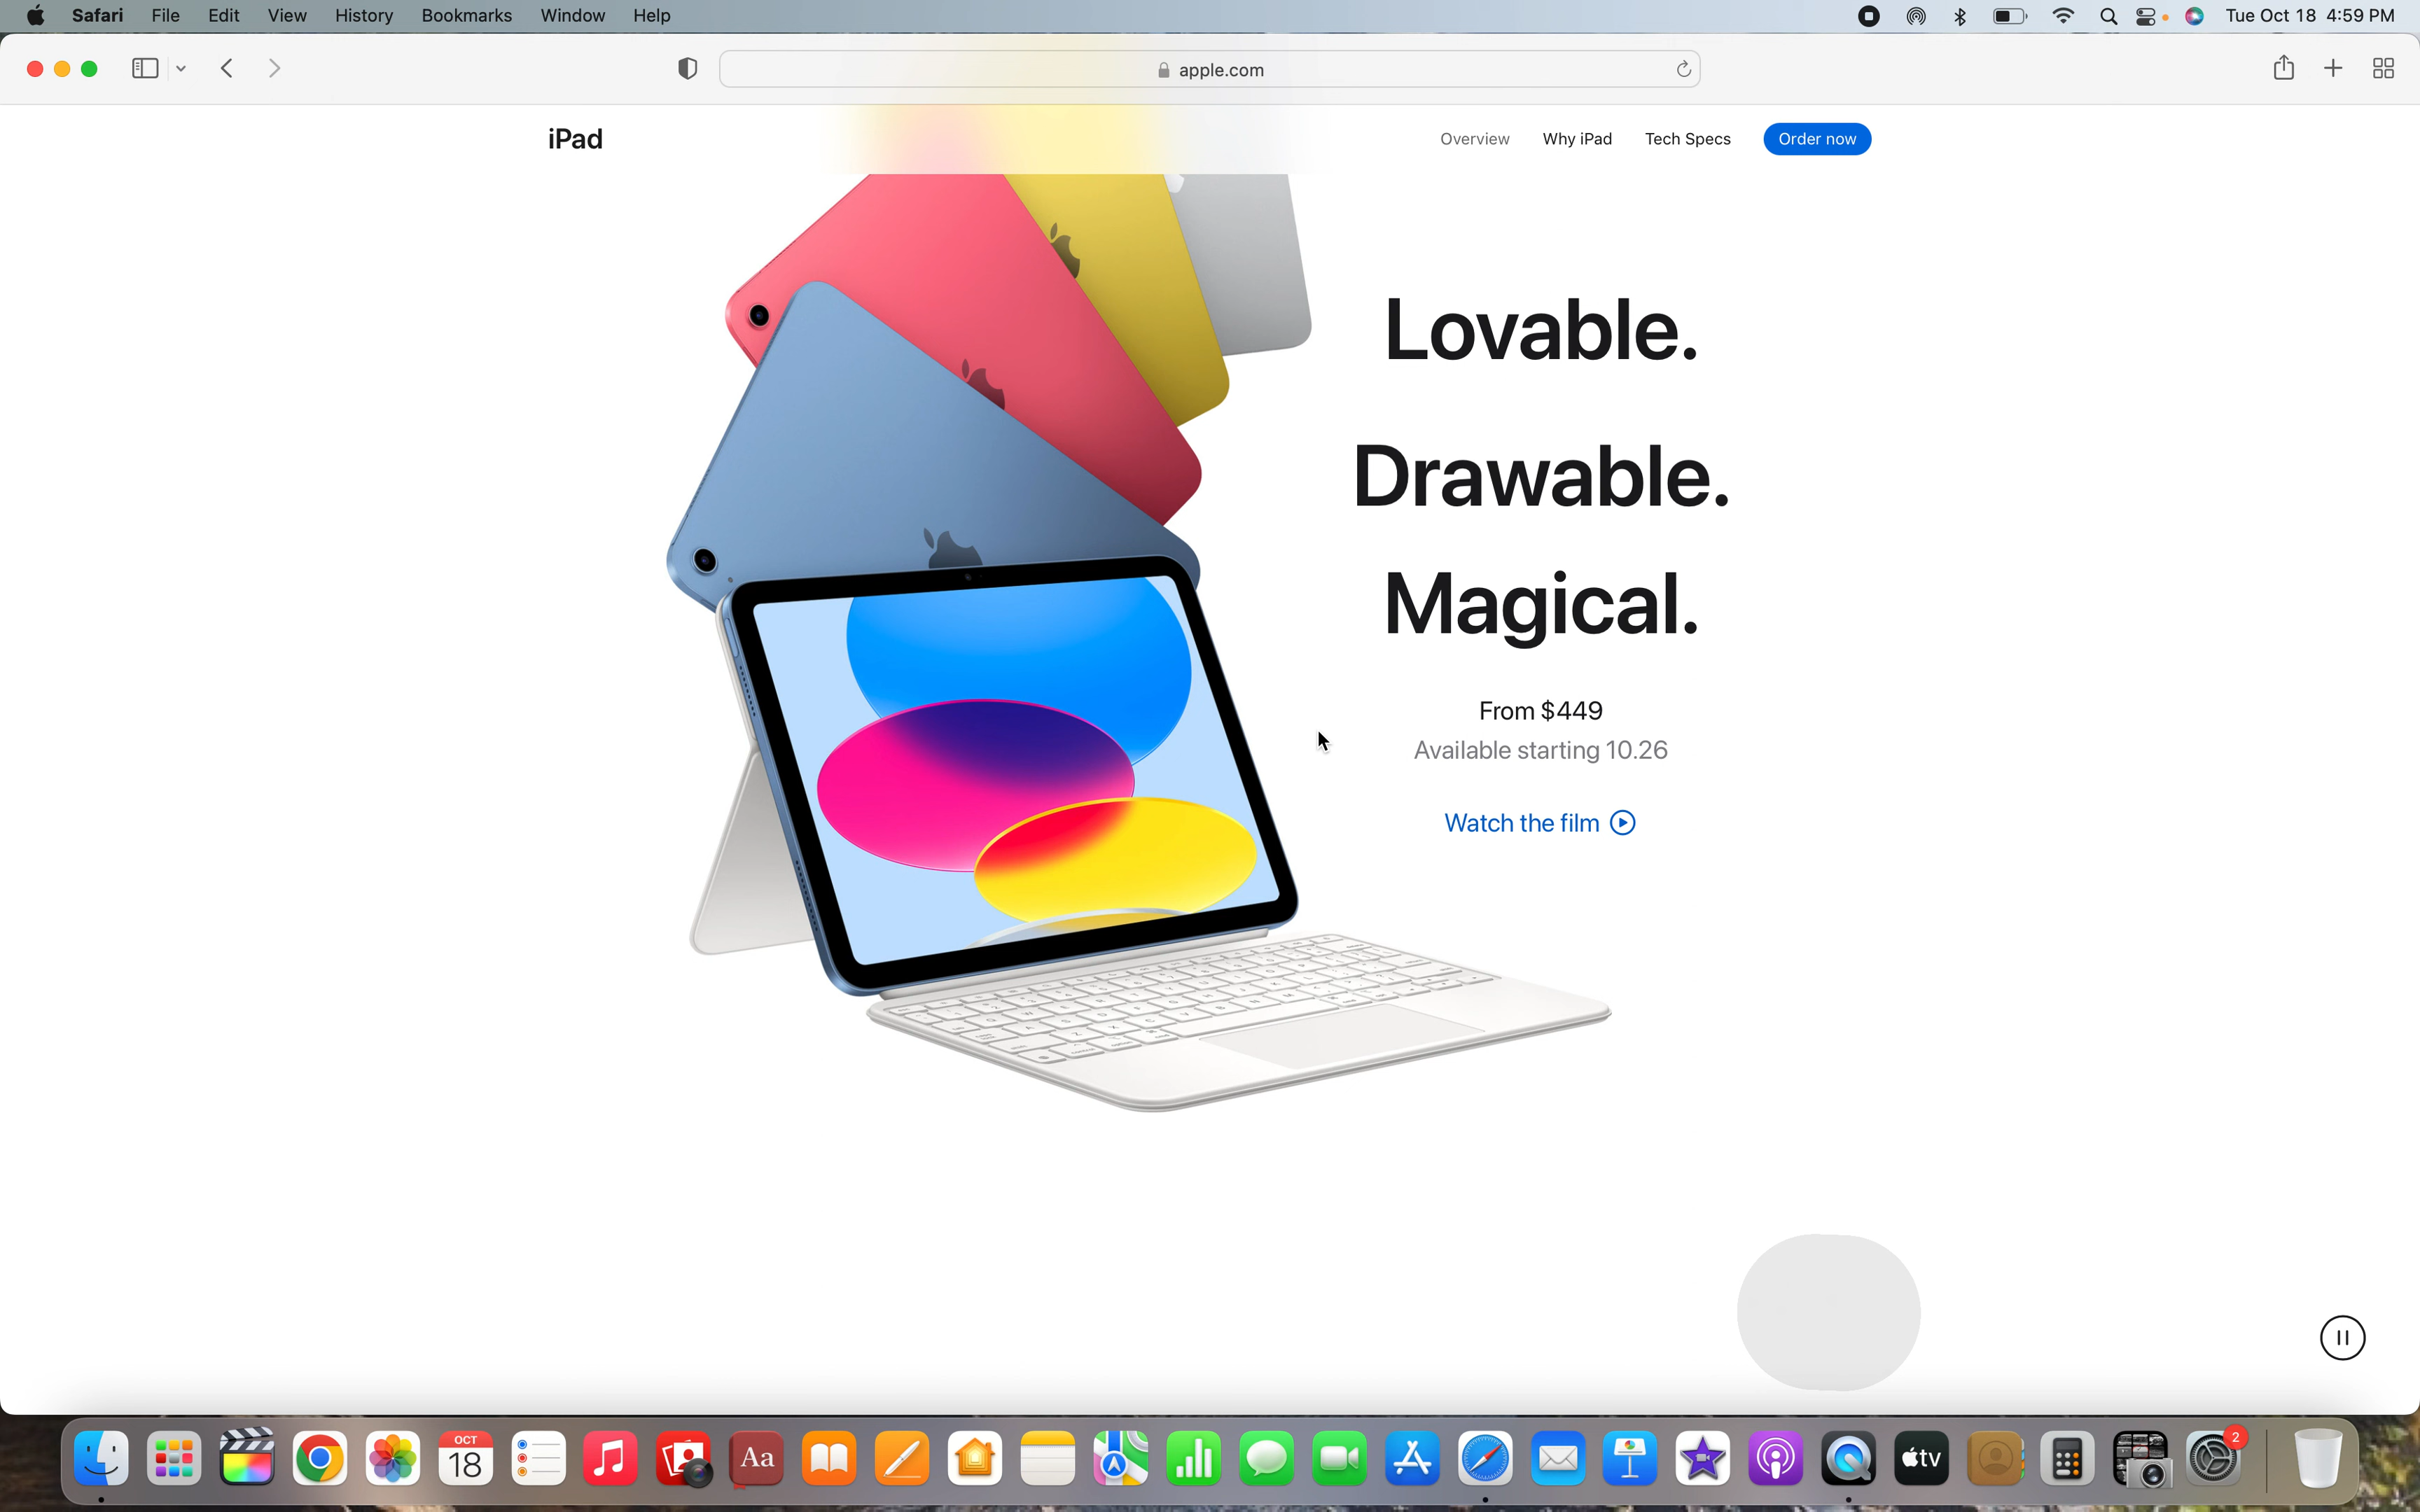 Safari File Edit View History Bookmarks Window Help Tue Oct 18 4:59 PM
apple.com
iPad Overview Why iPad Tech Specs Order now
Lovable.
Drawable.
Magical.
From $449
Available starting 10.26
Watch the film
OCT
18
Aa
tv
2